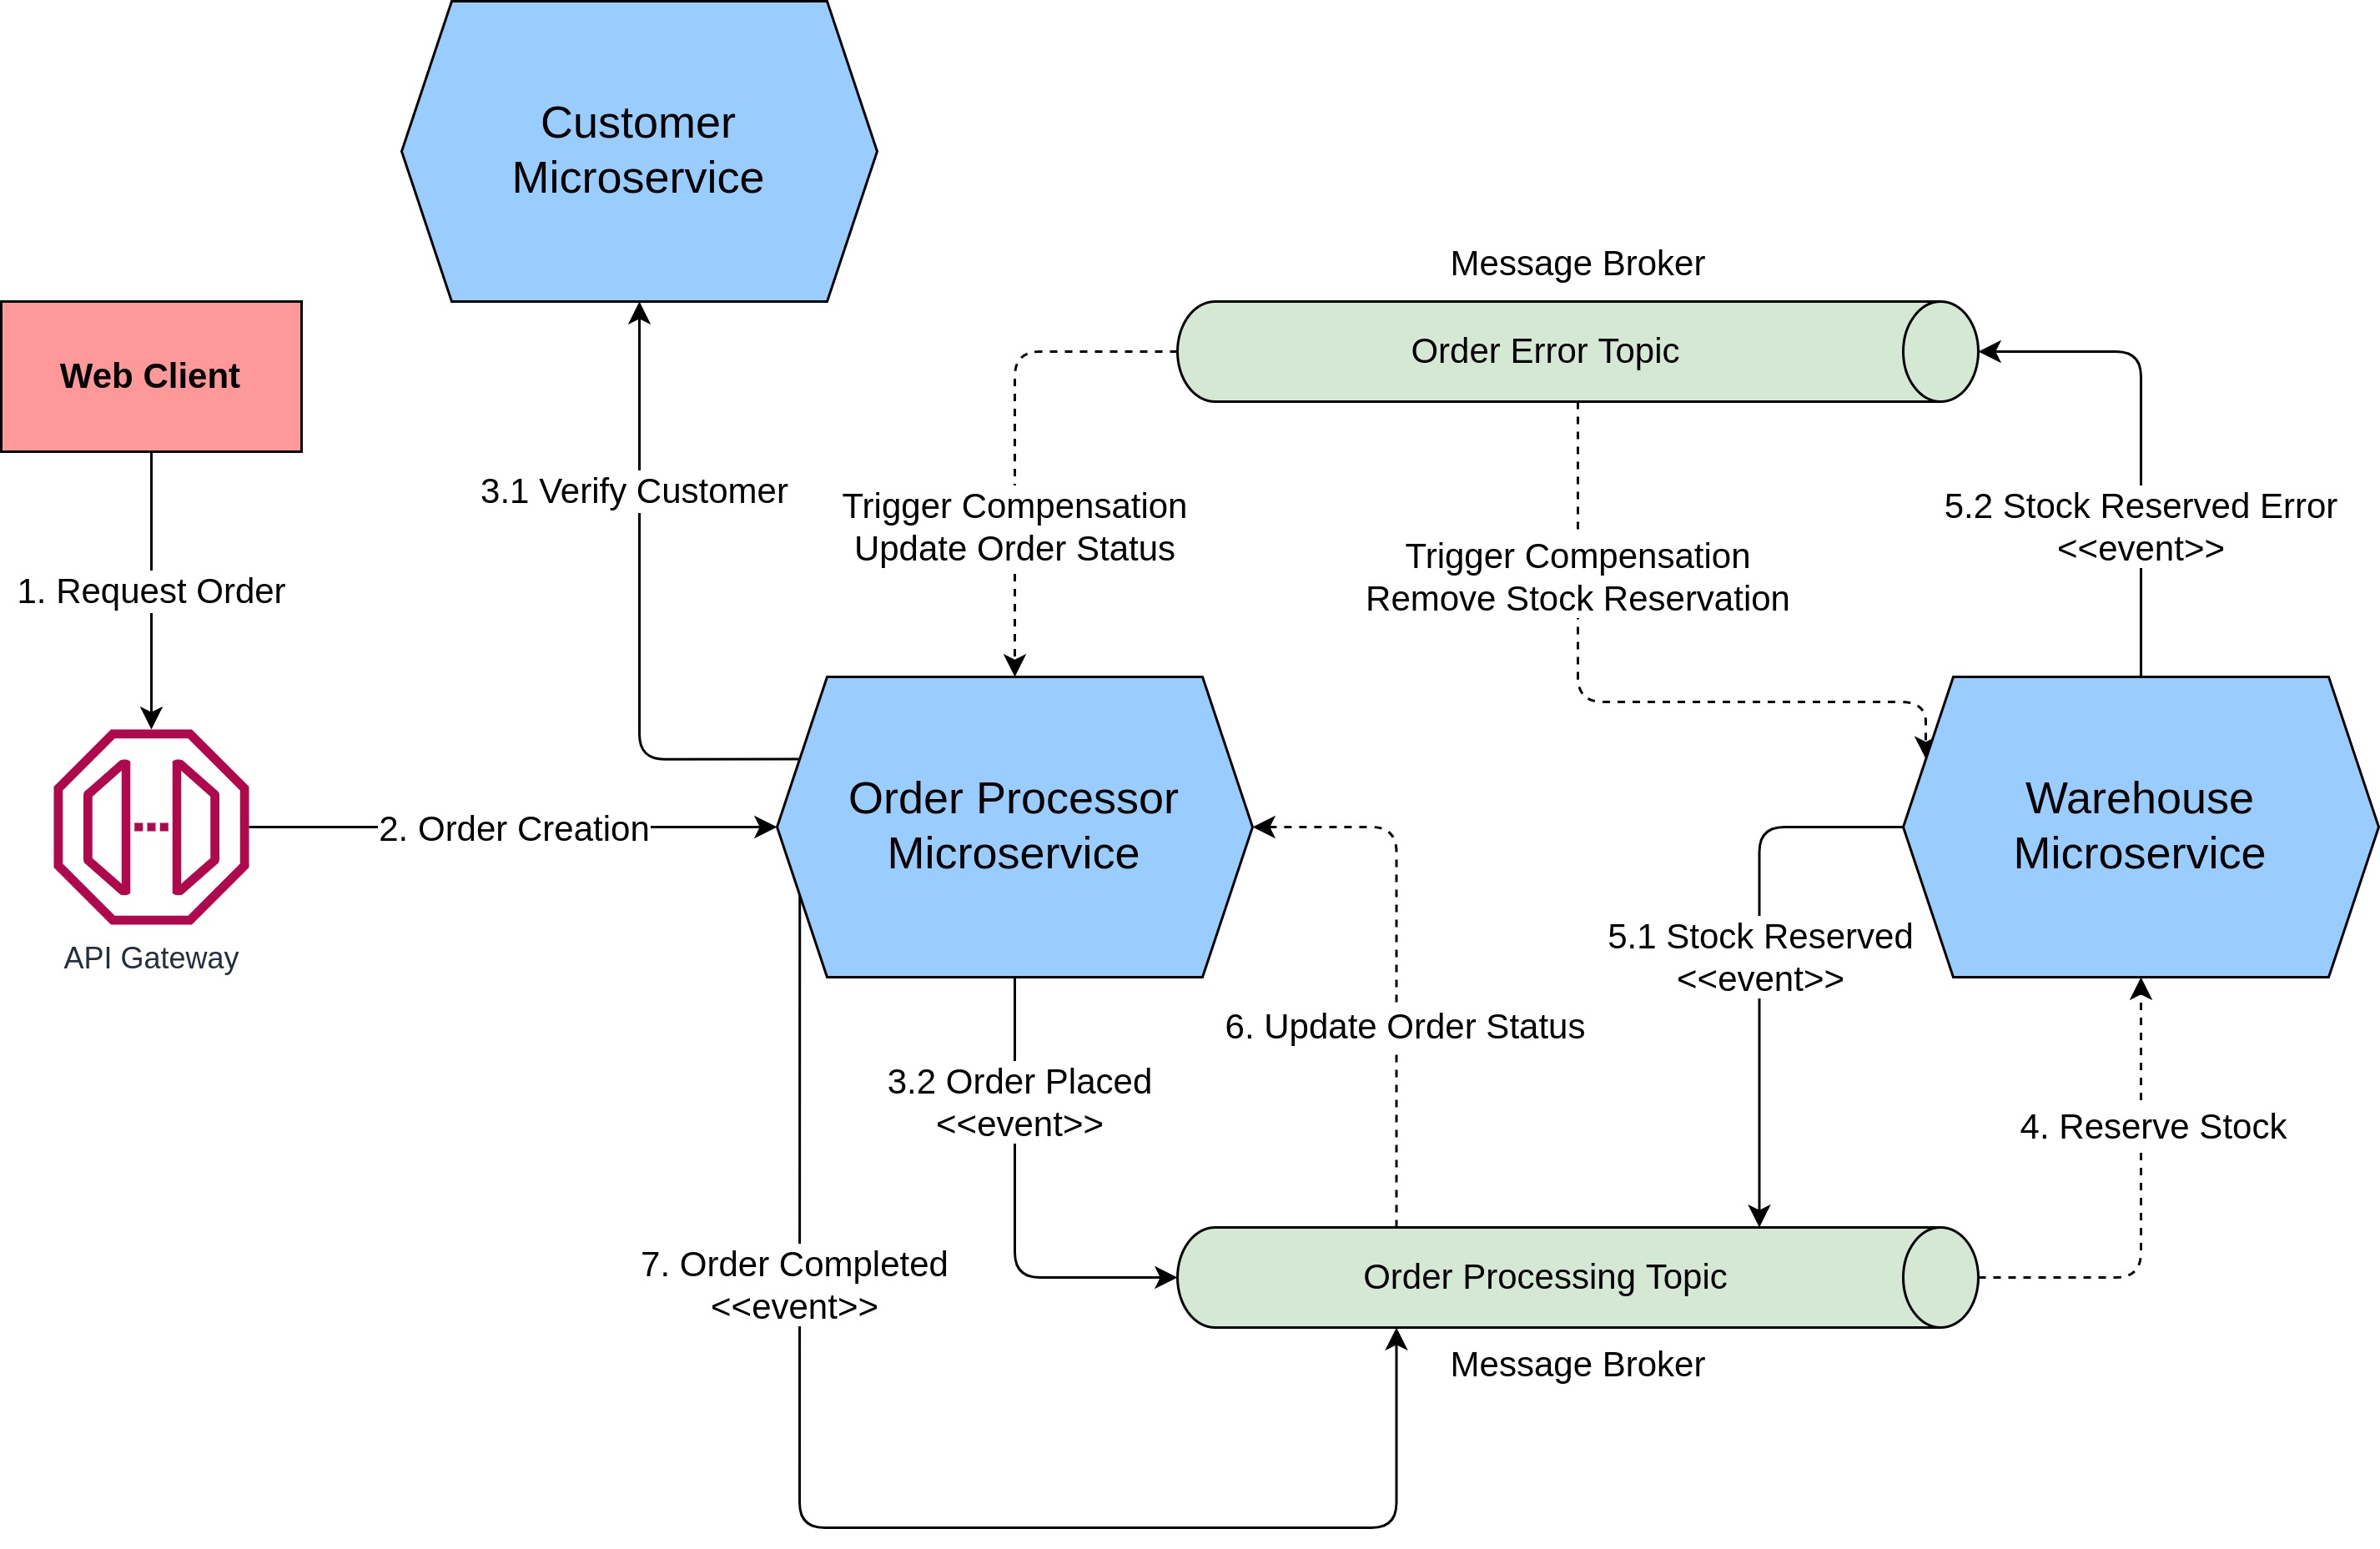 Customer
Microservice
Message Broker
Order Error Topic
Web Client
3.1 Verify Customer
Trigger Compensation
Update Order Status
Trigger Compensation
Remove Stock Reservation
5.2 Stock Reserved Error
<<event>>
1. Request Order
2. Order Creation
Order Processor
Microservice
Warehouse
Microservice
API Gateway
5.1 Stock Reserved
<<event>>
6. Update Order Status
3.2 Order Placed
<<event>>
4. Reserve Stock
7. Order Completed
<<event>>
Order Processing Topic
Message Broker